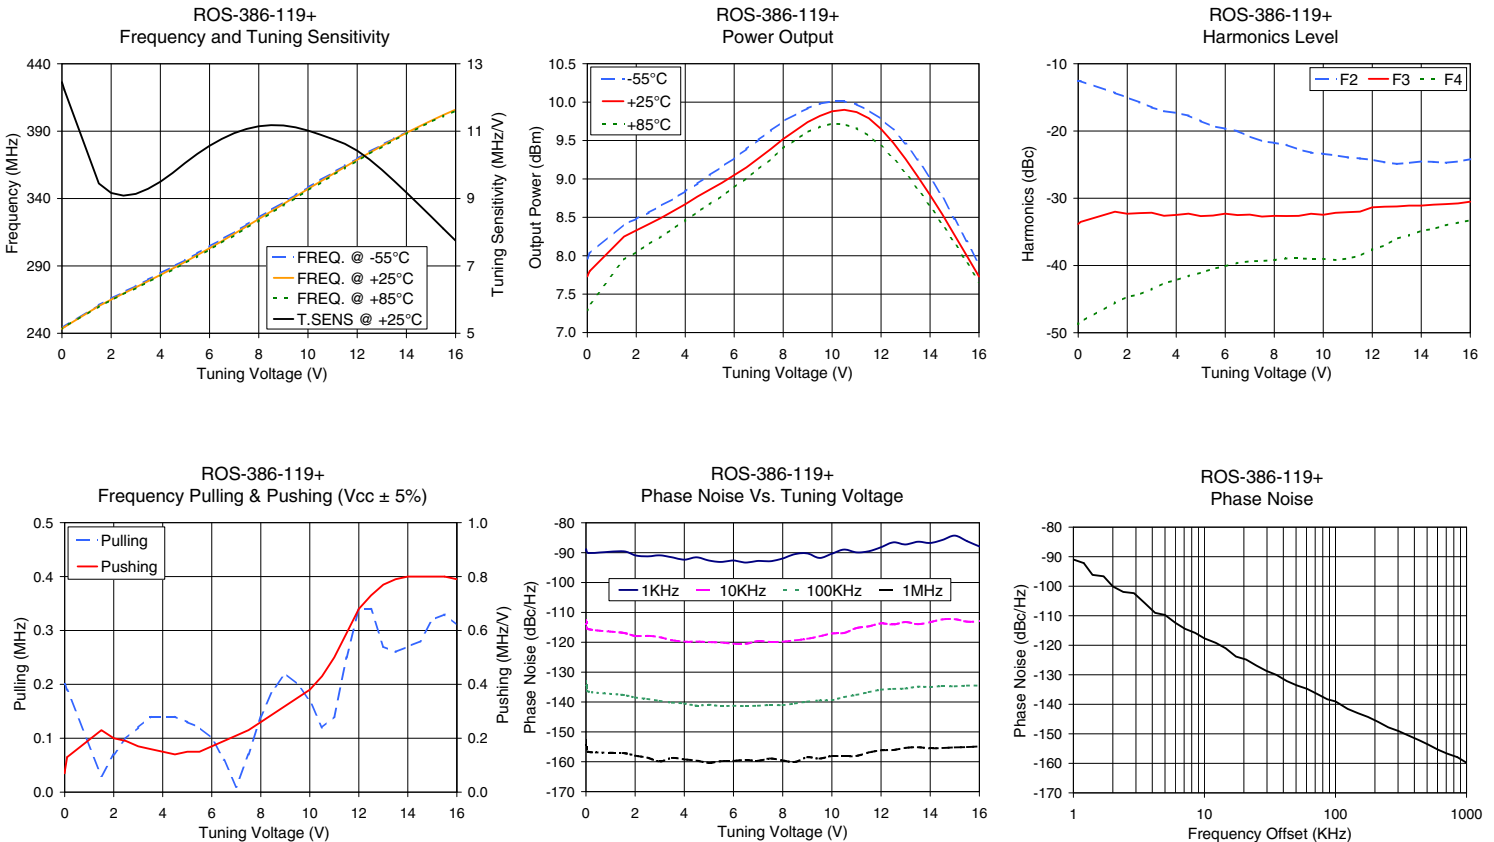 ROS-386-119+
Frequency and Tuning Sensitivity
440
390
340
290
240
13
11
9
7
5
Frequency (MHz)
Tuning Sensitivity (MHz/V)
FREQ. @ -55°C
FREQ. @ +25°C
FREQ. @ +85°C
T.SENS @ +25°C
0 2 4 6 8 10 12 14 16
Tuning Voltage (V)
ROS-386-119+
Power Output
10.5
10.0
9.5
9.0
8.5
8.0
7.5
7.0
Output Power (dBm)
-55°C
+25°C
+85°C
0 2 4 6 8 10 12 14 16
Tuning Voltage (V)
ROS-386-119+
Harmonics Level
-10
-20
-30
-40
-50
Harmonics (dBc)
F2 F3 F4
0 2 4 6 8 10 12 14 16
Tuning Voltage (V)
ROS-386-119+
Frequency Pulling & Pushing (Vcc ± 5%)
0.5
0.4
0.3
0.2
0.1
0.0
1.0
0.8
0.6
0.4
0.2
0.0
Pulling (MHz)
Pushing (MHz/V)
Pulling
Pushing
0 2 4 6 8 10 12 14 16
Tuning Voltage (V)
ROS-386-119+
Phase Noise Vs. Tuning Voltage
-80
-90
-100
-110
-120
-130
-140
-150
-160
-170
Phase Noise (dBc/Hz)
1KHz 10KHz 100KHz 1MHz
0 2 4 6 8 10 12 14 16
Tuning Voltage (V)
ROS-386-119+
Phase Noise
-80
-90
-100
-110
-120
-130
-140
-150
-160
-170
Phase Noise (dBc/Hz)
1 10 100 1000
Frequency Offset (KHz)